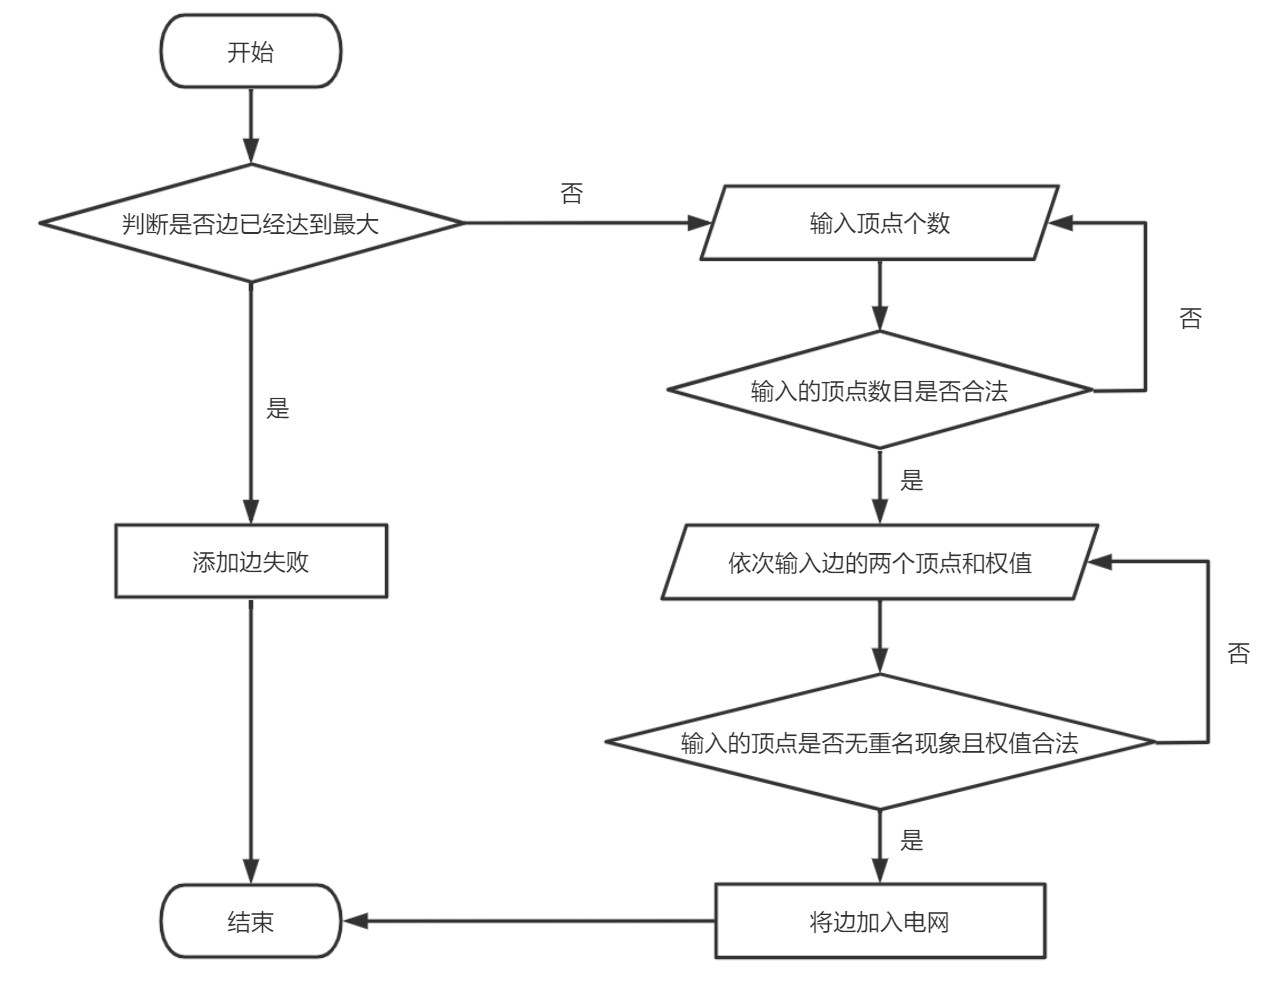 开始
判断是否边已经达到最大
否
输入顶点个数
否
输入的顶点数目是否合法
是
是
添加边失败
依次输入边的两个顶点和权值
否
输入的顶点是否无重名现象且权值合法
是
结束
将边加入电网